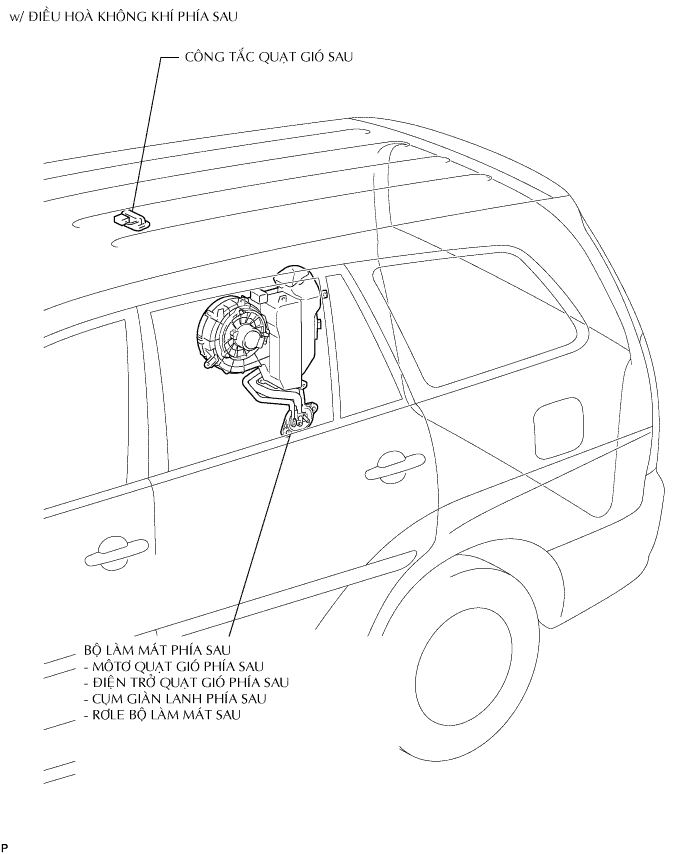 w/ ĐIỀU HOÀ KHÔNG KHÍ PHÍA SAU
CÔNG TẮC QUẠT GIÓ SAU
BỘ LÀM MÁT PHÍA SAU
- MÔTƠ QUẠT GIÓ PHÍA SAU
- ĐIỆN TRỞ QUẠT GIÓ PHÍA SAU
- CỤM GIÀN LANH PHÍA SAU
- RƠLE BỘ LÀM MÁT SAU
P